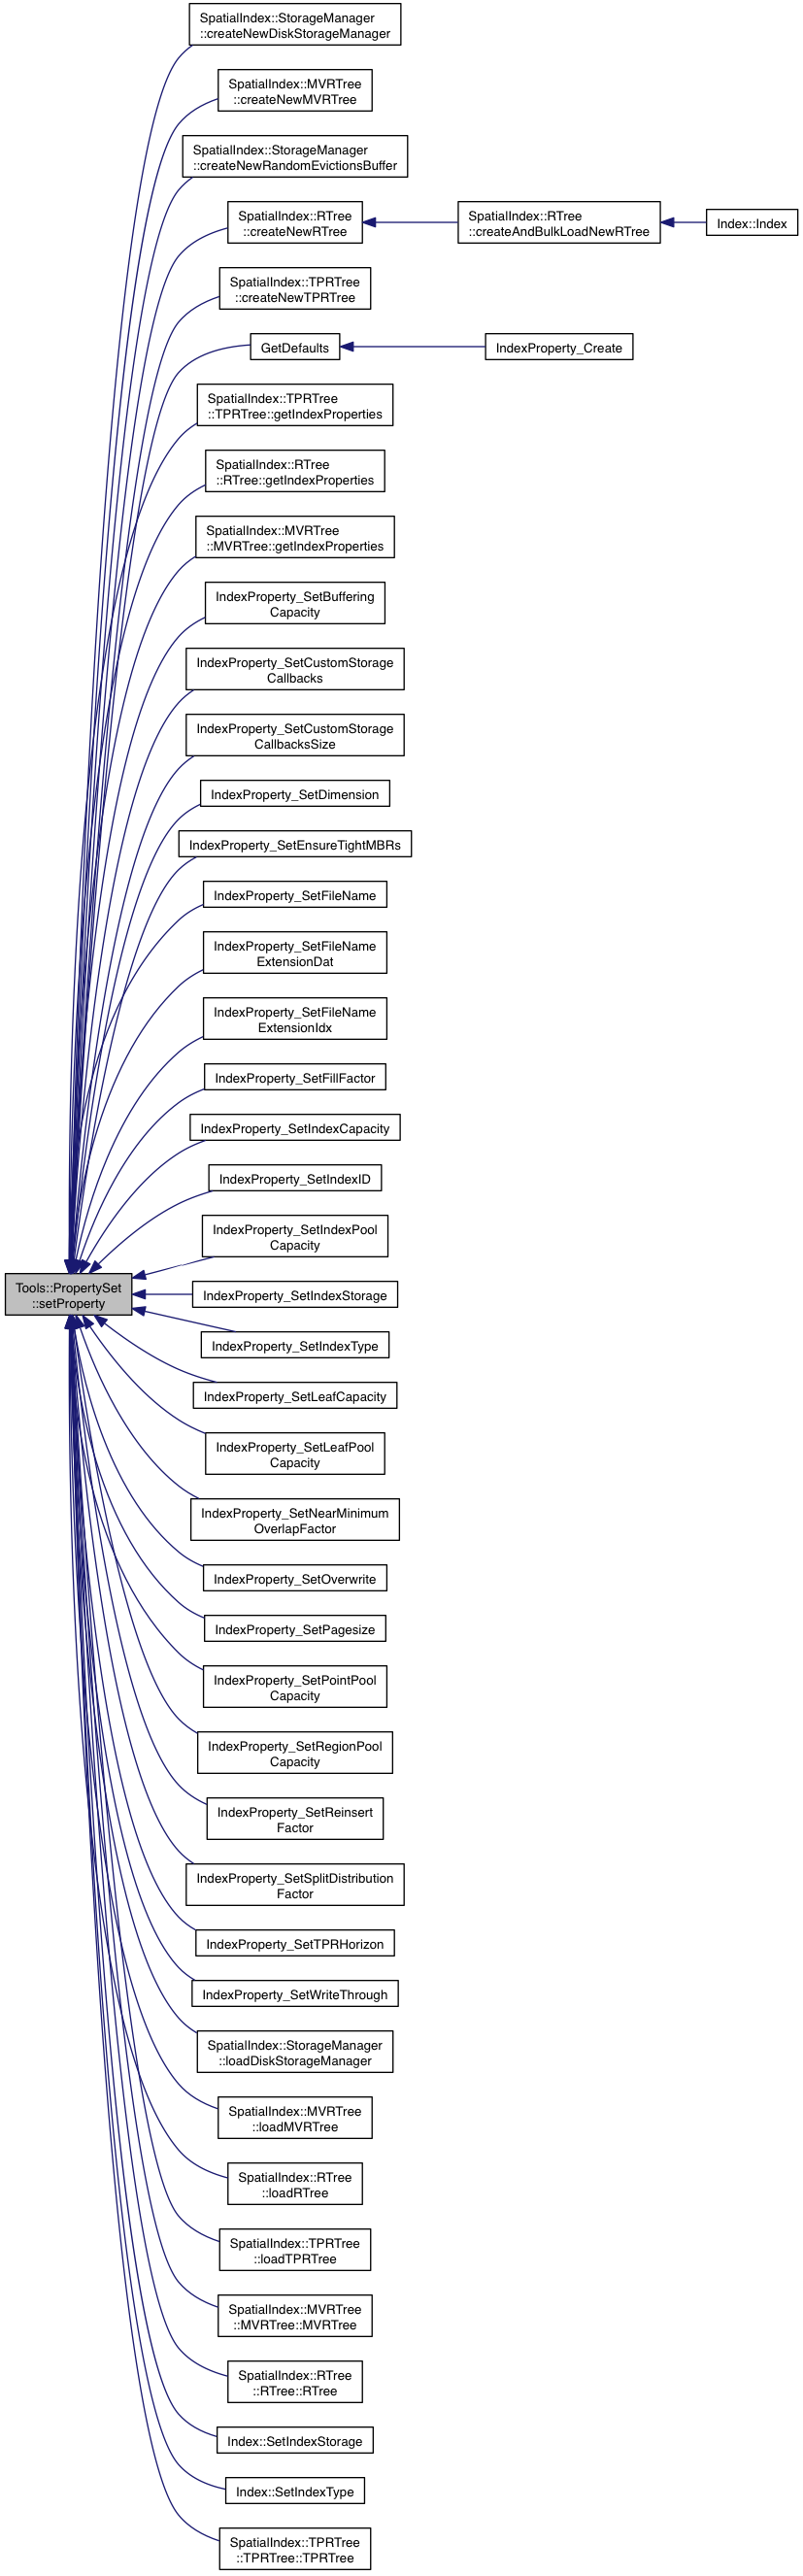 SpatialIndex::StorageManager
::createNewDiskStorageManager
SpatialIndex::MVRTree
::createNewMVRTree
SpatialIndex::StorageManager
::createNewRandomEvictionsBuffer
SpatialIndex::RTree
::createNewRTree
SpatialIndex::RTree
::createAndBulkLoadNewRTree
Index::Index
SpatialIndex::TPRTree
::createNewTPRTree
GetDefaults
IndexProperty_Create
SpatialIndex::TPRTree
::TPRTree::getIndexProperties
SpatialIndex::RTree
::RTree::getIndexProperties
SpatialIndex::MVRTree
::MVRTree::getIndexProperties
IndexProperty_SetBuffering
Capacity
IndexProperty_SetCustomStorage
Callbacks
IndexProperty_SetCustomStorage
CallbacksSize
IndexProperty_SetDimension
IndexProperty_SetEnsureTightMBRs
IndexProperty_SetFileName
IndexProperty_SetFileName
ExtensionDat
IndexProperty_SetFileName
ExtensionIdx
IndexProperty_SetFillFactor
IndexProperty_SetIndexCapacity
IndexProperty_SetIndexID
IndexProperty_SetIndexPool
Capacity
Tools::PropertySet
::setProperty
IndexProperty_SetIndexStorage
IndexProperty_SetIndexType
IndexProperty_SetLeafCapacity
IndexProperty_SetLeafPool
Capacity
IndexProperty_SetNearMinimum
OverlapFactor
IndexProperty_SetOverwrite
IndexProperty_SetPagesize
IndexProperty_SetPointPool
Capacity
IndexProperty_SetRegionPool
Capacity
IndexProperty_SetReinsert
Factor
IndexProperty_SetSplitDistribution
Factor
IndexProperty_SetTPRHorizon
IndexProperty_SetWriteThrough
SpatialIndex::StorageManager
::loadDiskStorageManager
SpatialIndex::MVRTree
::loadMVRTree
SpatialIndex::RTree
::loadRTree
SpatialIndex::TPRTree
::loadTPRTree
SpatialIndex::MVRTree
::MVRTree::MVRTree
SpatialIndex::RTree
::RTree::RTree
Index::SetIndexStorage
Index::SetIndexType
SpatialIndex::TPRTree
::TPRTree::TPRTree